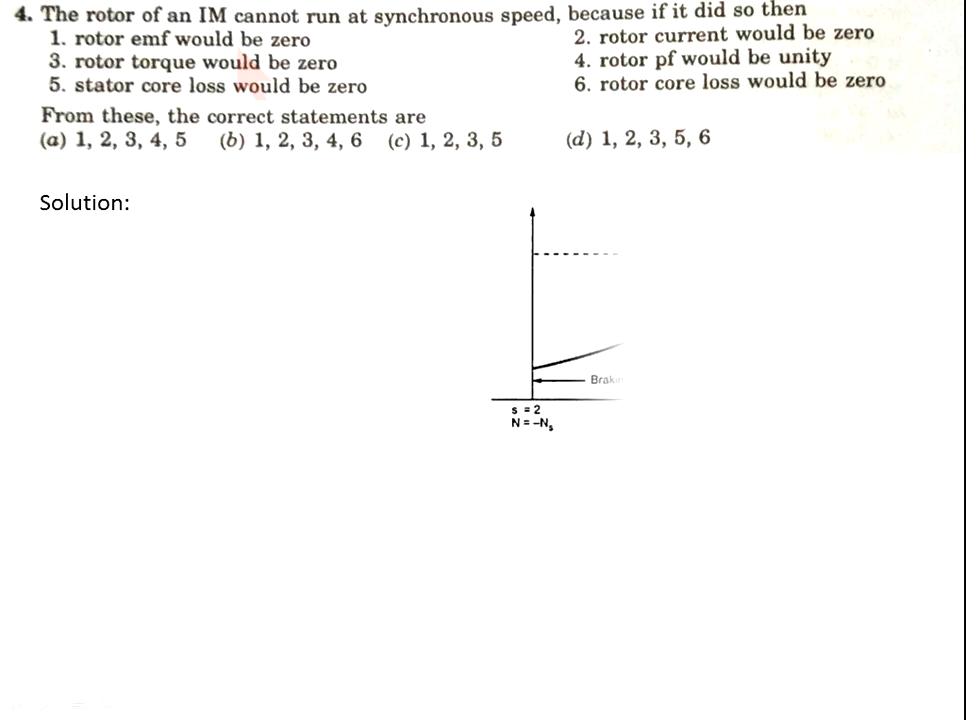 4. The rotor of an IM cannot run at synchronous speed, because if it did so then
1. rotor emf would be zero 2. rotor current would be zero
3. rotor torque would be zero 4. rotor pf would be unity
5. stator core loss would be zero 6. rotor core loss would be zero
From these, the correct statements are
(a) 1, 2, 3, 4, 5 (b) 1, 2, 3, 4, 6 (c) 1, 2, 3, 5 (d) 1, 2, 3, 5, 6
Solution:
s = 2
N = -Ns